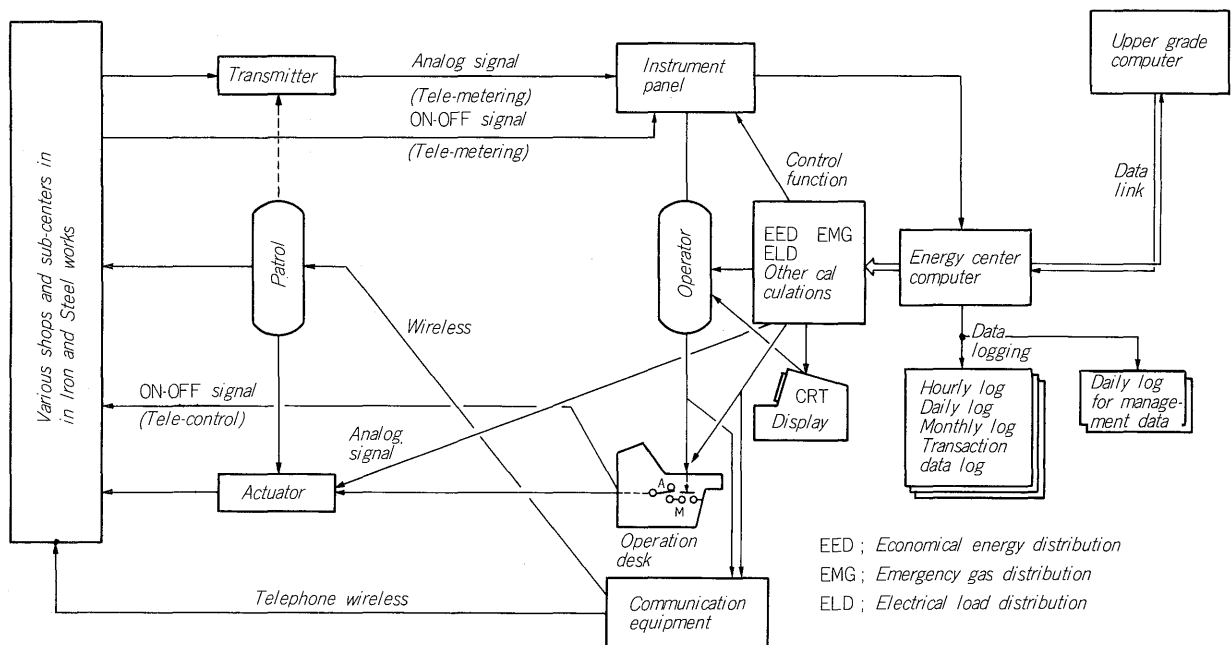 Various shops and sub-centers in
in Iron and Steel works
Transmitter
Analog signal
(Tele-metering)
ON-OFF signal
(Tele-metering)
Instrument
panel
Upper grade
computer
Control
function
Data
link
Patrol
Operator
EED EMG
ELD
Other cal
culations
Energy center
computer
Wireless
Data
logging
ON-OFF signal
(Tele-control)
Analog
signal
CRT
Display
Hourly log
Daily log
Monthly log
Transaction
data log
Daily log
for manage-
ment data
Actuator
A
M
Operation
desk
Telephone wireless
Communication
equipment
EED ; Economical energy distribution
EMG ; Emergency gas distribution
ELD ; Electrical load distribution